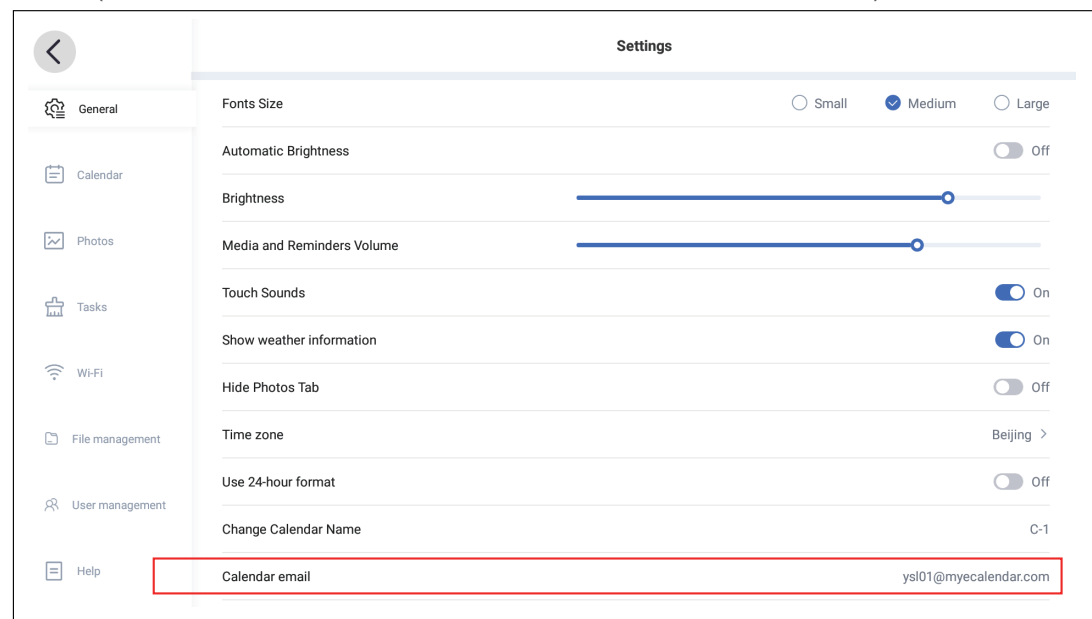 Settings
General
Fonts Size
Small
Medium
Large
Automatic Brightness
Off
Calendar
Brightness
Photos
Media and Reminders Volume
Touch Sounds
On
Tasks
Show weather information
On
Wi-Fi
Hide Photos Tab
Off
File management
Time zone
Beijing
Use 24-hour format
Off
User management
Change Calendar Name
C-1
Help
Calendar email
ysl01@myecalendar.com